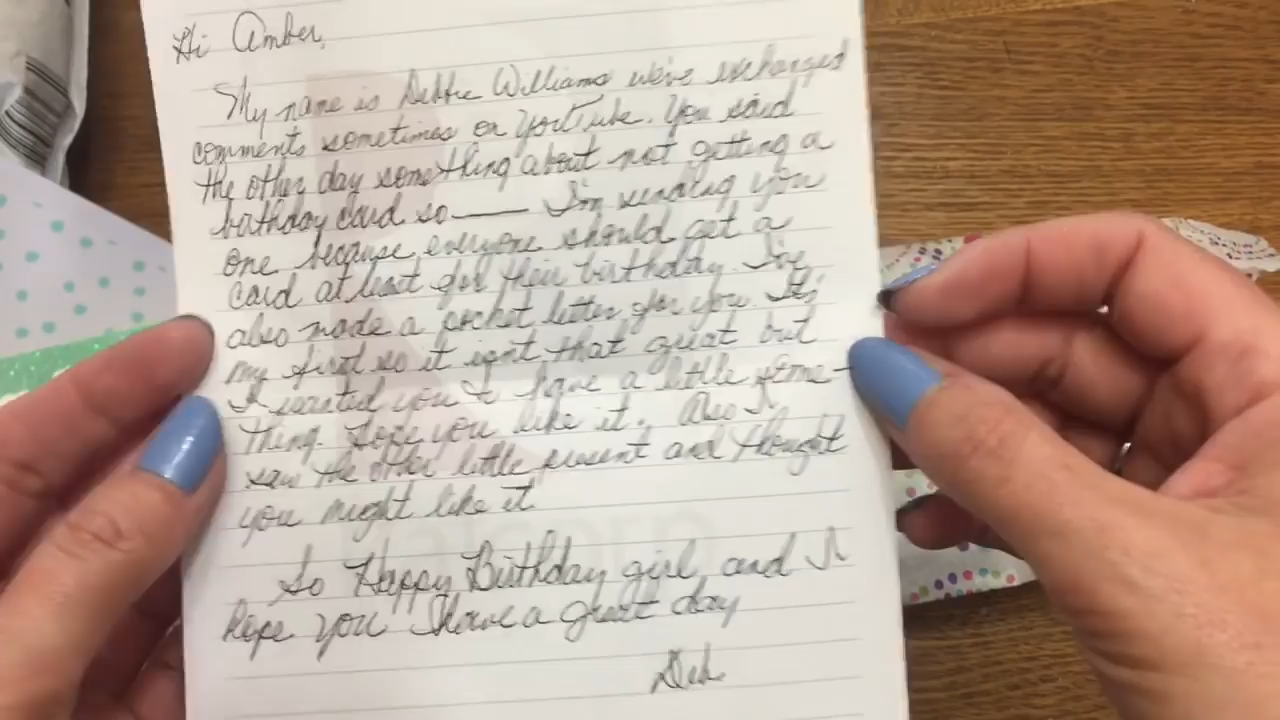 Hi Amber,
My name is Debbie Williams we've exchanged
comments sometimes on YouTube. You said
the other day something about not getting a
birthday card so—— I'm sending you
one because everyone should get a
card at least for their birthday. I've
also made a pocket letter for you. It's
my first so it isn't that great but
I wanted you to have a little some-
thing. Hope you like it. Also I
saw the other little present and thought
you might like it
So Happy Birthday girl and I
hope you have a great day
Deb